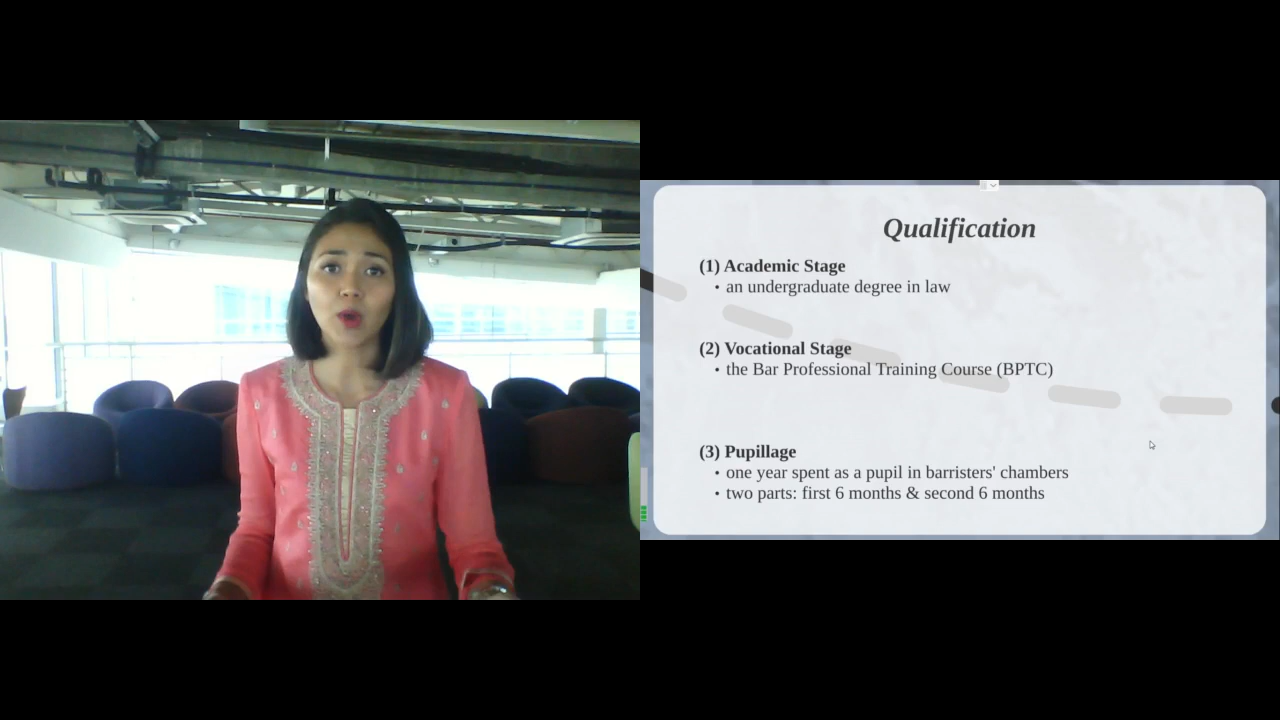 Qualification
(1) Academic Stage
• an undergraduate degree in law
(2) Vocational Stage
• the Bar Professional Training Course (BPTC)
(3) Pupillage
• one year spent as a pupil in barristers' chambers
• two parts: first 6 months & second 6 months